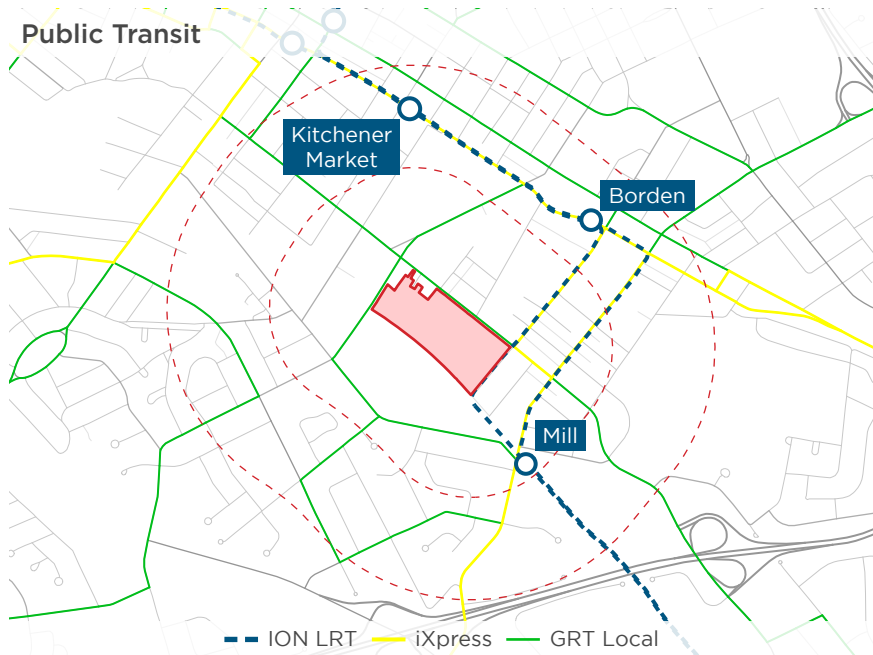 Public Transit
Kitchener
Market
Borden
Mill
ION LRT
iXpress
GRT Local